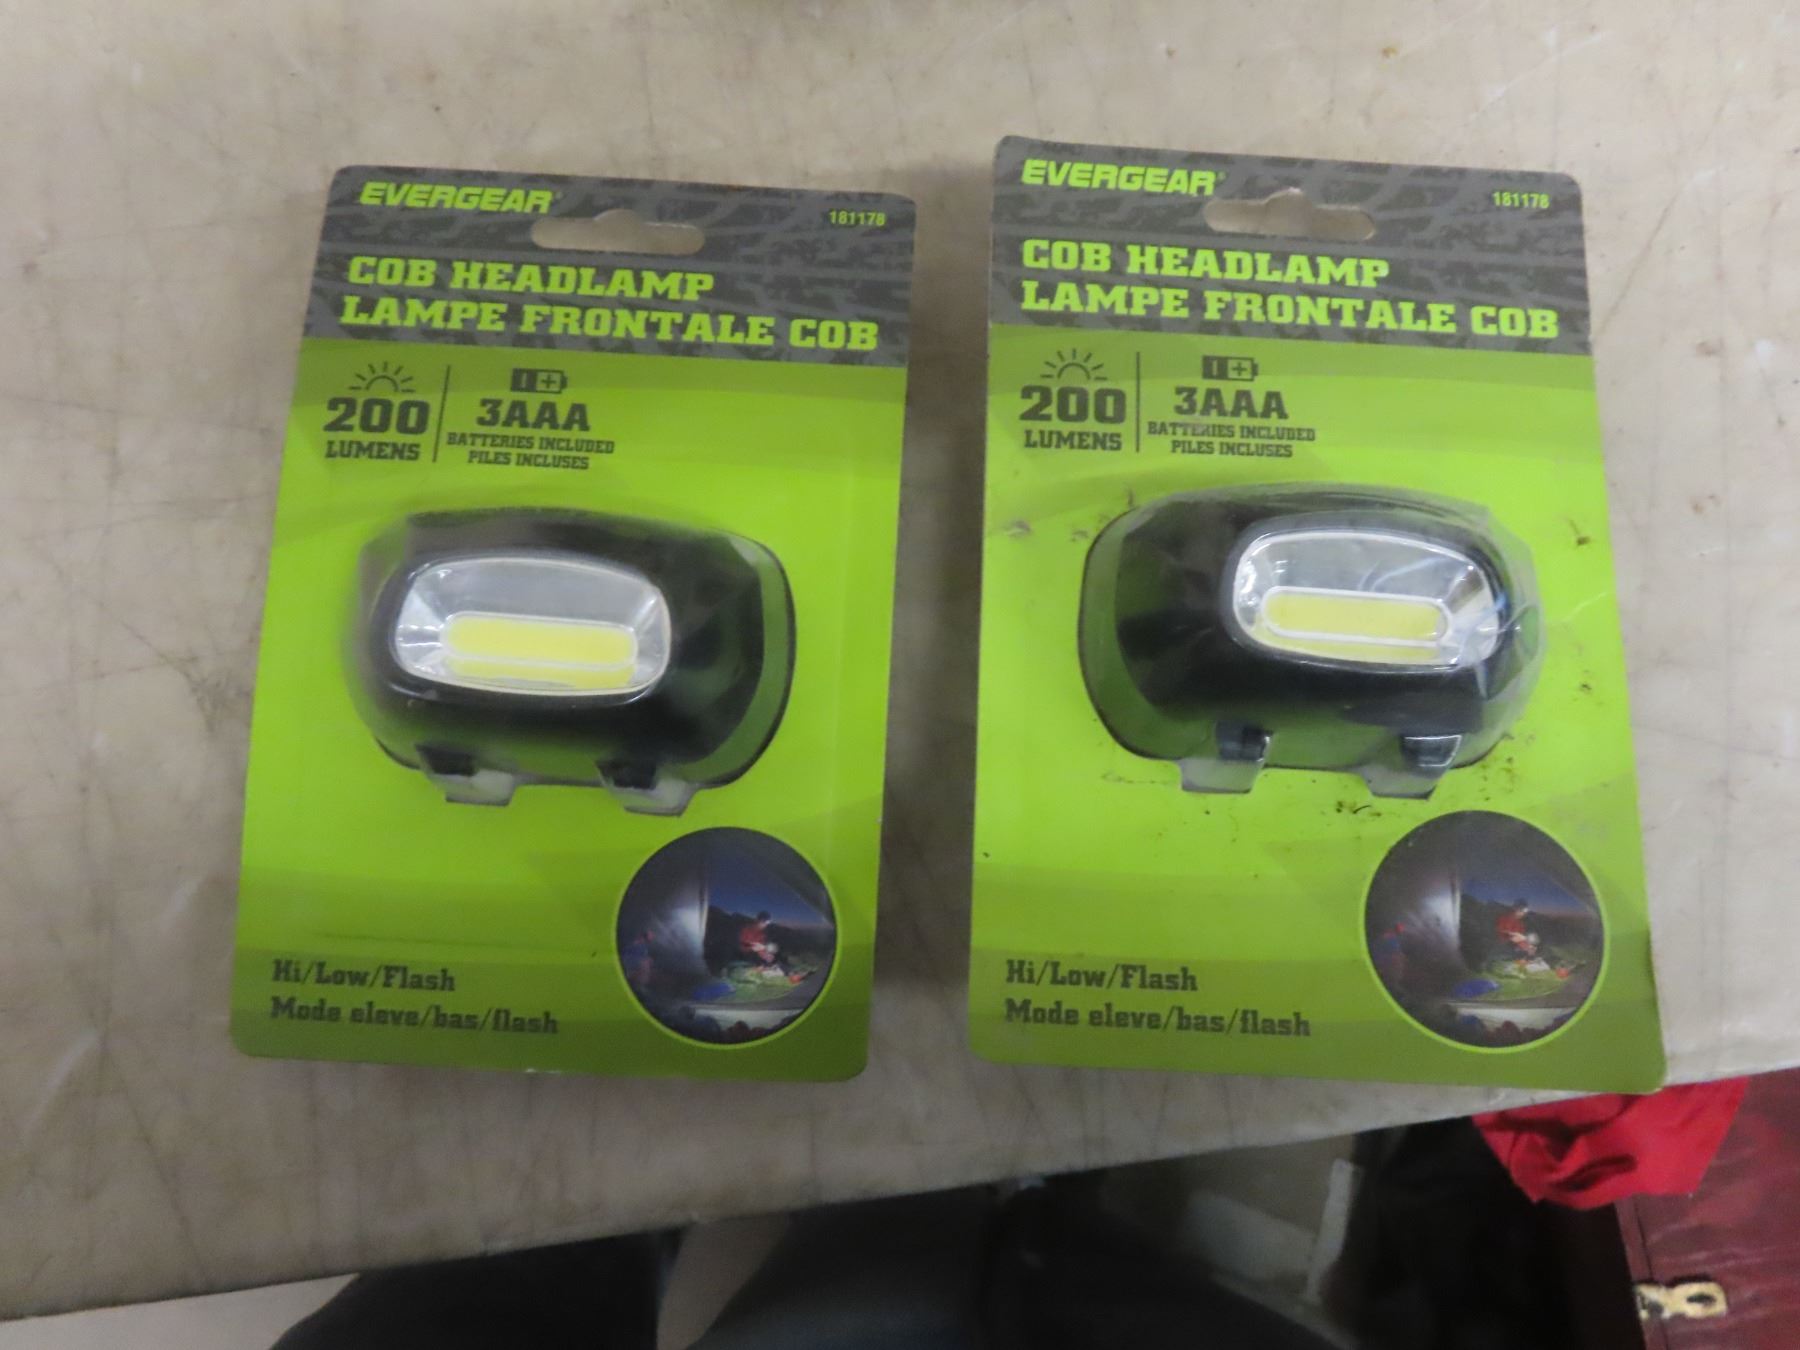 EVERGEAR
181178
COB HEADLAMP
LAMPE FRONTALE COB
200
LUMENS
3AAA
BATTERIES INCLUDED
PILES INCLUSES
Hi/Low/Flash
Mode eleve/bas/flash
EVERGEAR
181178
COB HEADLAMP
LAMPE FRONTALE COB
200
LUMENS
3AAA
BATTERIES INCLUDED
PILES INCLUSES
Hi/Low/Flash
Mode eleve/bas/flash